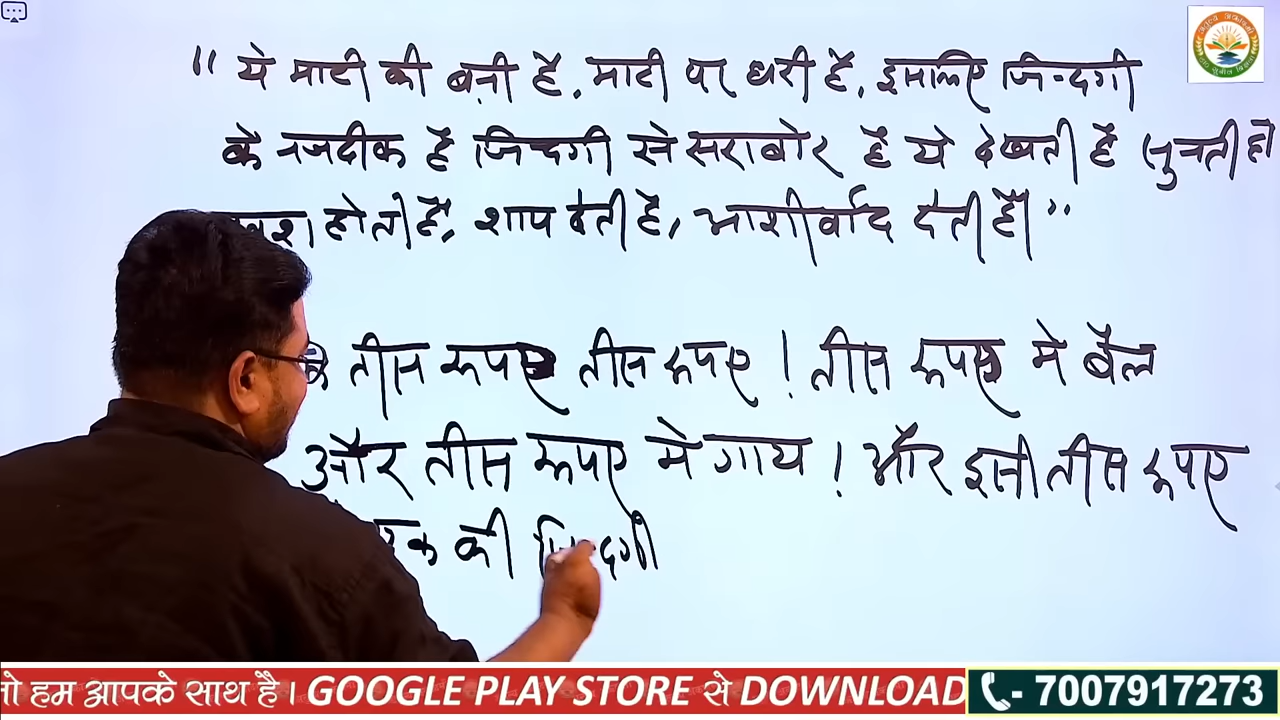 " ये माटी की बनी है, माटी पर धरी है, इसलिए जिन्दगी
के नजदीक है जिन्दगी से सराबोर है ये देखती है सुनती है
खुश होती है, शाप देती है, आशीर्वाद देती है।"
तीस रूपए तीस रूपए ! तीस रूपए मे बैल
और तीस रूपए मे गाय ! और इसी तीस रूपए
की जिन्दगी
हम आपके साथ है । GOOGLE PLAY STORE से DOWNLOAD
- 7007917273